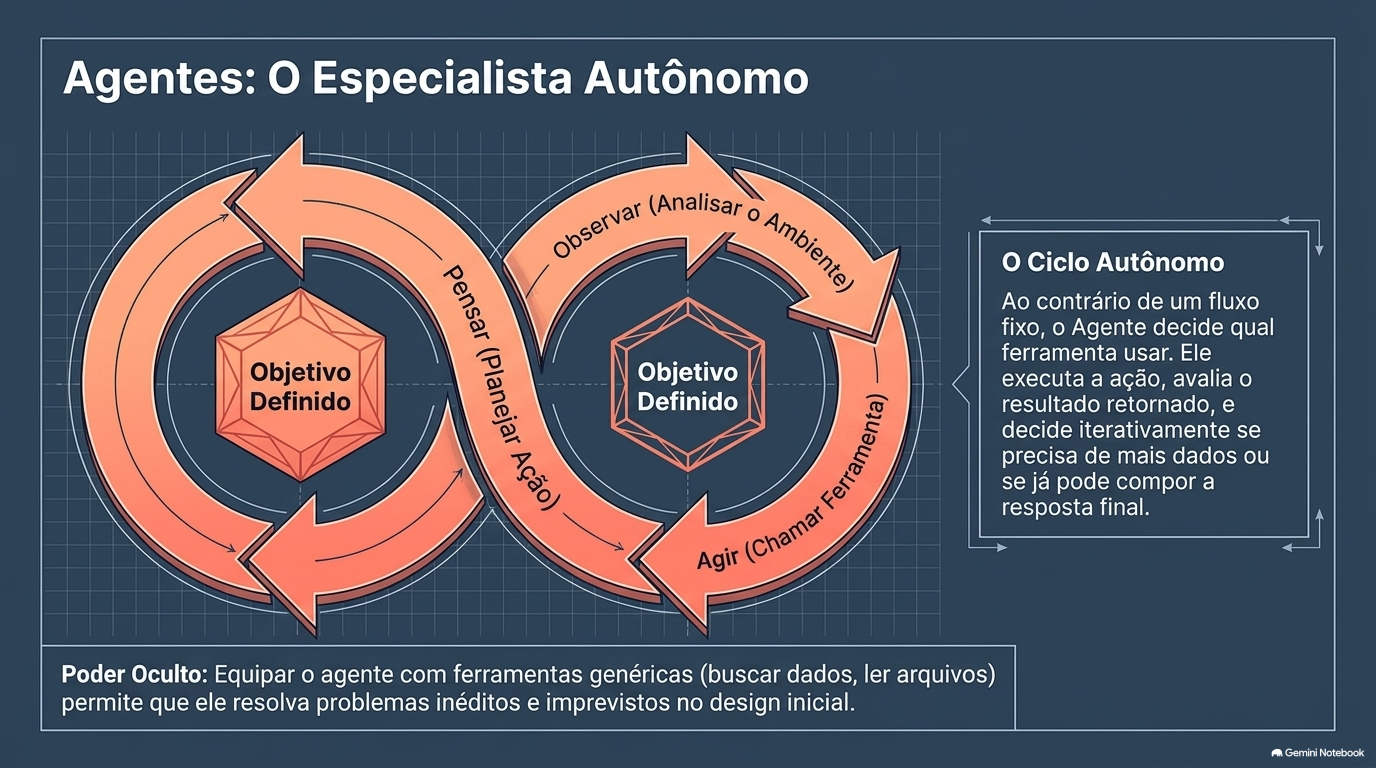 Agentes: O Especialista Autônomo
Pensar (Planejar Ação)
Observar (Analisar o Ambiente)
Agir (Chamar Ferramenta)
Objetivo
Definido
Objetivo
Definido
O Ciclo Autônomo
Ao contrário de um fluxo
fixo, o Agente decide qual
ferramenta usar. Ele
executa a ação, avalia o
resultado retornado, e
decide iterativamente se
precisa de mais dados ou
se já pode compor a
resposta final.
Poder Oculto: Equipar o agente com ferramentas genéricas (buscar dados, ler arquivos)
permite que ele resolva problemas inéditos e imprevistos no design inicial.
Gemini Notebook